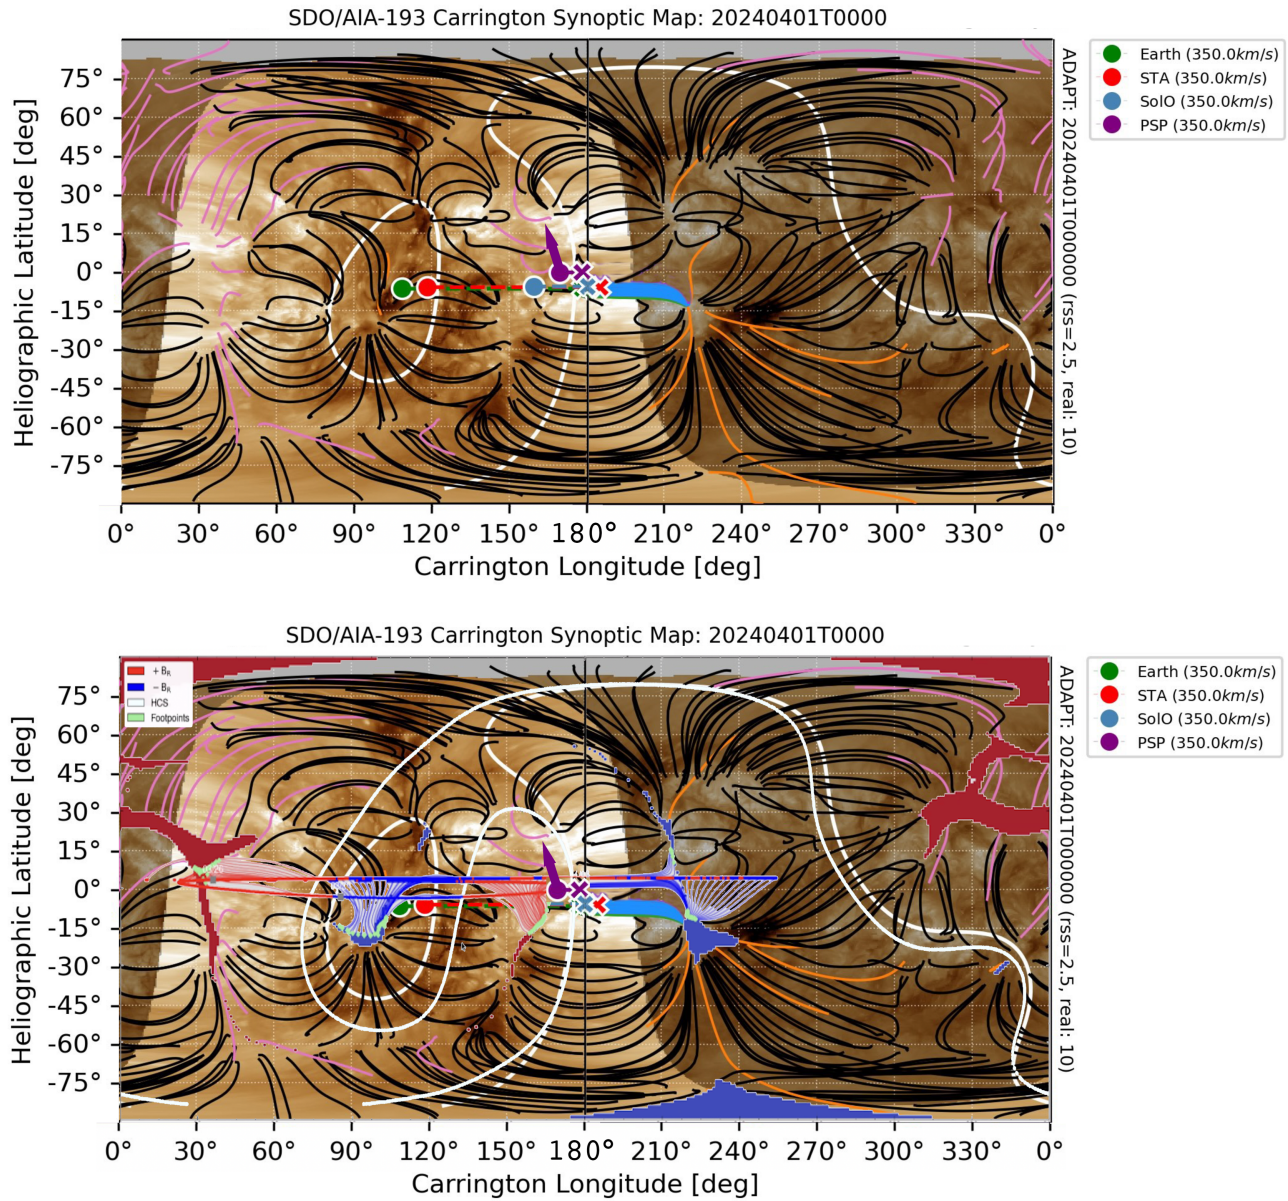 SDO/AIA-193 Carrington Synoptic Map: 20240401T0000
Earth (350.0km/s)
STA (350.0km/s)
SolO (350.0km/s)
PSP (350.0km/s)
ADAPT: 20240401T000000 (rss=2.5, real: 10)
Heliographic Latitude [deg]
75°
60°
45°
30°
15°
0°
-15°
-30°
-45°
-60°
-75°
0° 30° 60° 90° 120° 150° 180° 210° 240° 270° 300° 330° 0°
Carrington Longitude [deg]
SDO/AIA-193 Carrington Synoptic Map: 20240401T0000
+ BR
− BR
HCS
Footpoints
Earth (350.0km/s)
STA (350.0km/s)
SolO (350.0km/s)
PSP (350.0km/s)
ADAPT: 20240401T000000 (rss=2.5, real: 10)
Heliographic Latitude [deg]
75°
60°
45°
30°
15°
0°
-15°
-30°
-45°
-60°
-75°
0° 30° 60° 90° 120° 150° 180° 210° 240° 270° 300° 330° 0°
Carrington Longitude [deg]